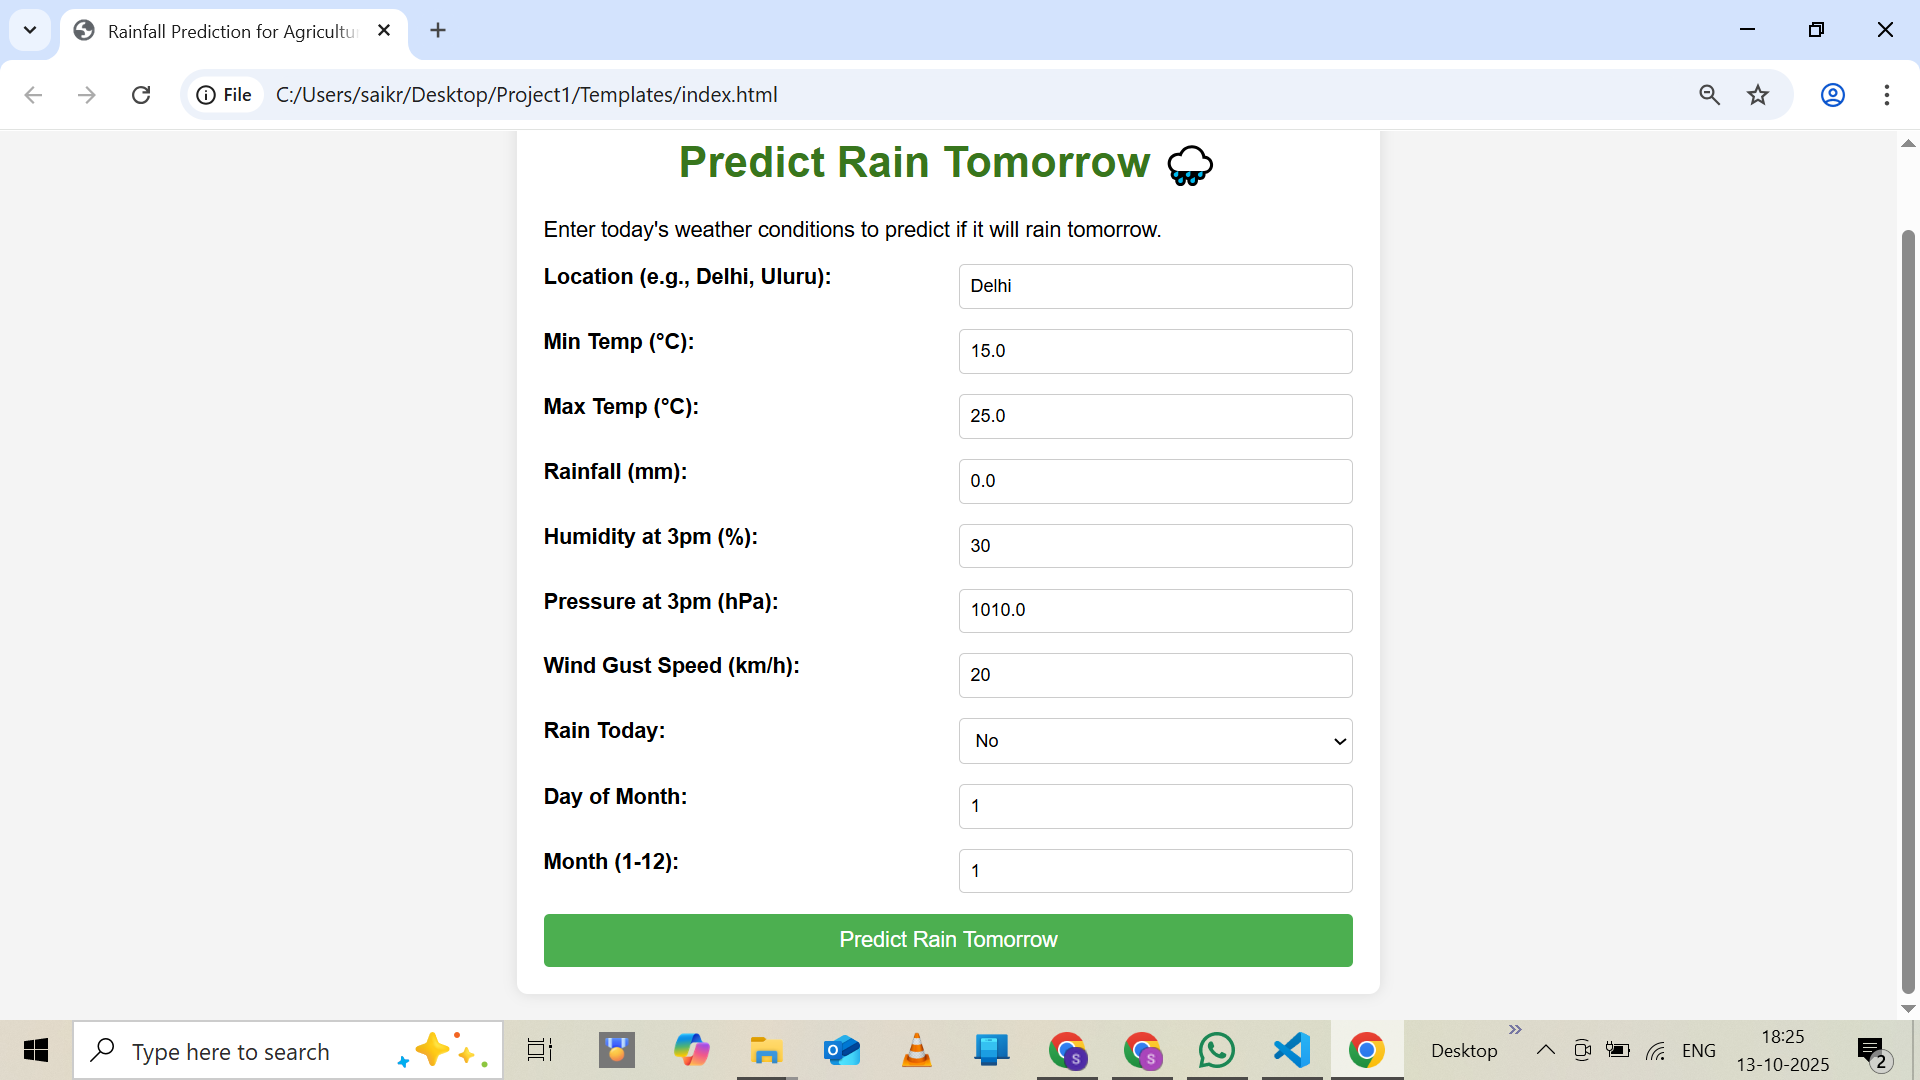 Rainfall Prediction for Agricultu
File
C:/Users/saikr/Desktop/Project1/Templates/index.html
Predict Rain Tomorrow
Enter today's weather conditions to predict if it will rain tomorrow.
Location (e.g., Delhi, Uluru):
Delhi
Min Temp (°C):
15.0
Max Temp (°C):
25.0
Rainfall (mm):
0.0
Humidity at 3pm (%):
30
Pressure at 3pm (hPa):
1010.0
Wind Gust Speed (km/h):
20
Rain Today:
No
Day of Month:
1
Month (1-12):
1
Predict Rain Tomorrow
Type here to search
S
S
Desktop
ENG
18:25
13-10-2025
2